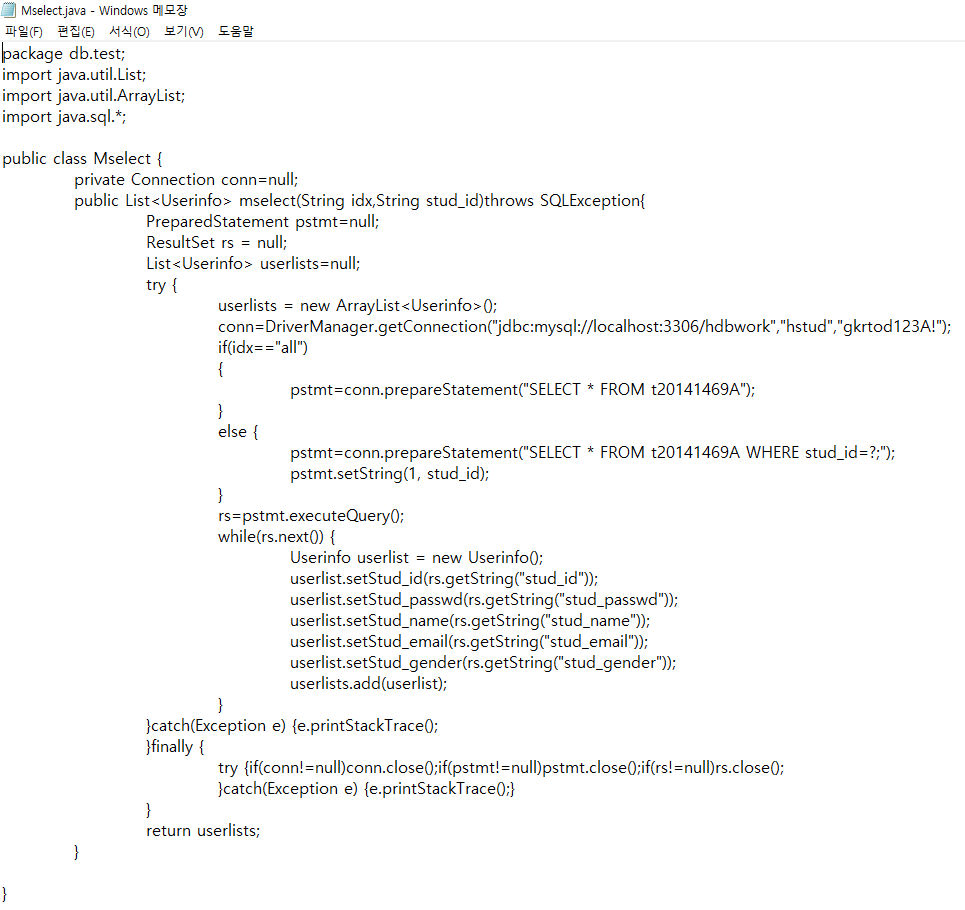 Mselect.java - Windows 메모장
파일(F) 편집(E) 서식(O) 보기(V) 도움말
package db.test;
import java.util.List;
import java.util.ArrayList;
import java.sql.*;
public class Mselect {
private Connection conn=null;
public List<Userinfo> mselect(String idx,String stud_id)throws SQLException{
PreparedStatement pstmt=null;
ResultSet rs = null;
List<Userinfo> userlists=null;
try {
userlists = new ArrayList<Userinfo>();
conn=DriverManager.getConnection("jdbc:mysql://localhost:3306/hdbwork","hstud","gkrtod123A!");
if(idx=="all")
{
pstmt=conn.prepareStatement("SELECT * FROM t20141469A");
}
else {
pstmt=conn.prepareStatement("SELECT * FROM t20141469A WHERE stud_id=?;");
pstmt.setString(1, stud_id);
}
rs=pstmt.executeQuery();
while(rs.next()) {
Userinfo userlist = new Userinfo();
userlist.setStud_id(rs.getString("stud_id"));
userlist.setStud_passwd(rs.getString("stud_passwd"));
userlist.setStud_name(rs.getString("stud_name"));
userlist.setStud_email(rs.getString("stud_email"));
userlist.setStud_gender(rs.getString("stud_gender"));
userlists.add(userlist);
}
}catch(Exception e) {e.printStackTrace();
}finally {
try {if(conn!=null)conn.close();if(pstmt!=null)pstmt.close();if(rs!=null)rs.close();
}catch(Exception e) {e.printStackTrace();}
}
return userlists;
}
}